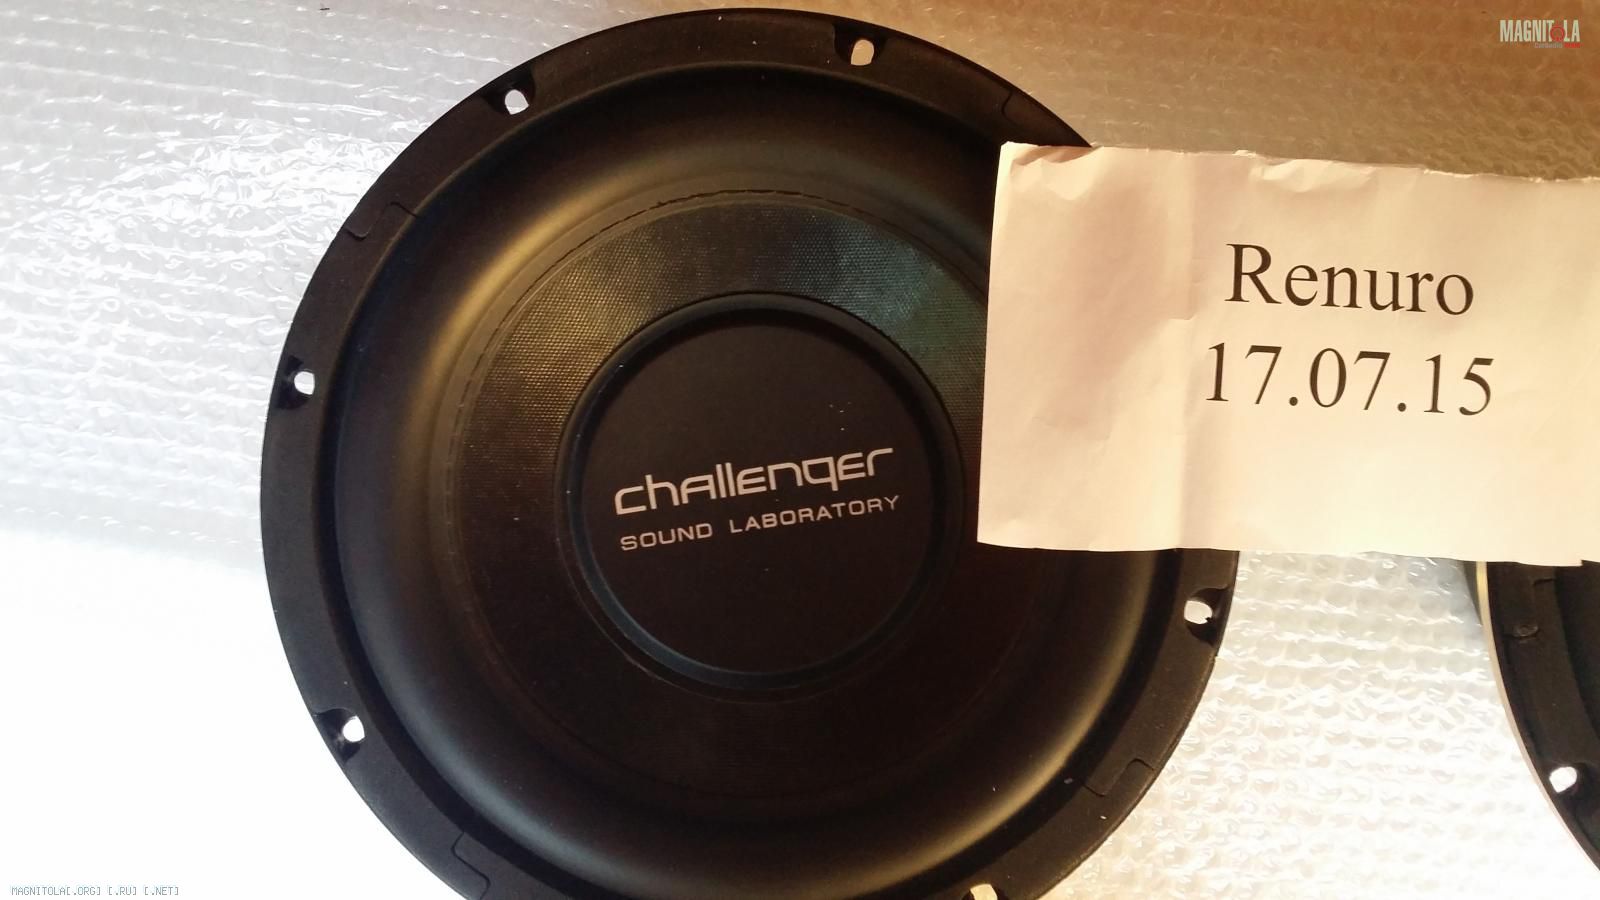 MAGNITOLA
Renuro
17.07.15
challenger
SOUND LABORATORY
MAGNITOLA[.ORG] [.RU] [.NET]